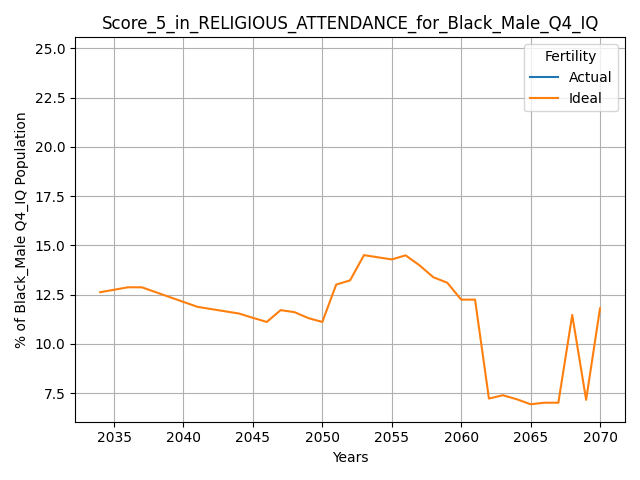 Score_5_in_RELIGIOUS_ATTENDANCE_for_Black_Male_Q4_IQ
Fertility
Actual
Ideal
% of Black_Male Q4_IQ Population
25.0
22.5
20.0
17.5
15.0
12.5
10.0
7.5
2035 2040 2045 2050 2055 2060 2065 2070
Years